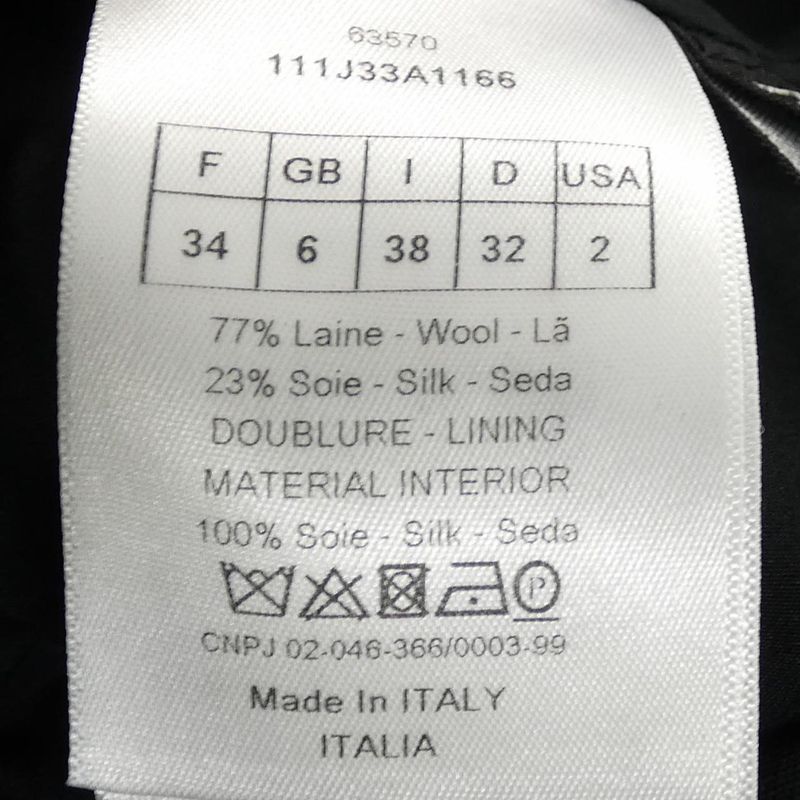 63570
111J33A1166
F GB I D USA
34 6 38 32 2
77% Laine - Wool - Lã
23% Soie - Silk - Seda
DOUBLURE - LINING
MATERIAL INTERIOR
100% Soie - Silk - Seda
P
CNPJ 02-046-366/0003-99
Made In ITALY
ITALIA